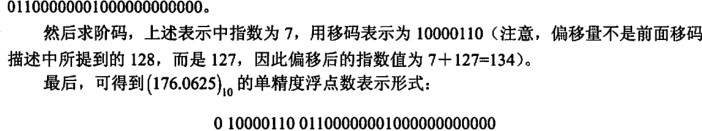 01100000001000000000000。
然后求阶码，上述表示中指数为 7，用移码表示为 10000110（注意，偏移量不是前面移码
描述中所提到的 128，而是 127，因此偏移后的指数值为 7＋127=134）。
最后，可得到(176.0625)₁₀ 的单精度浮点数表示形式：
0 10000110 01100000001000000000000